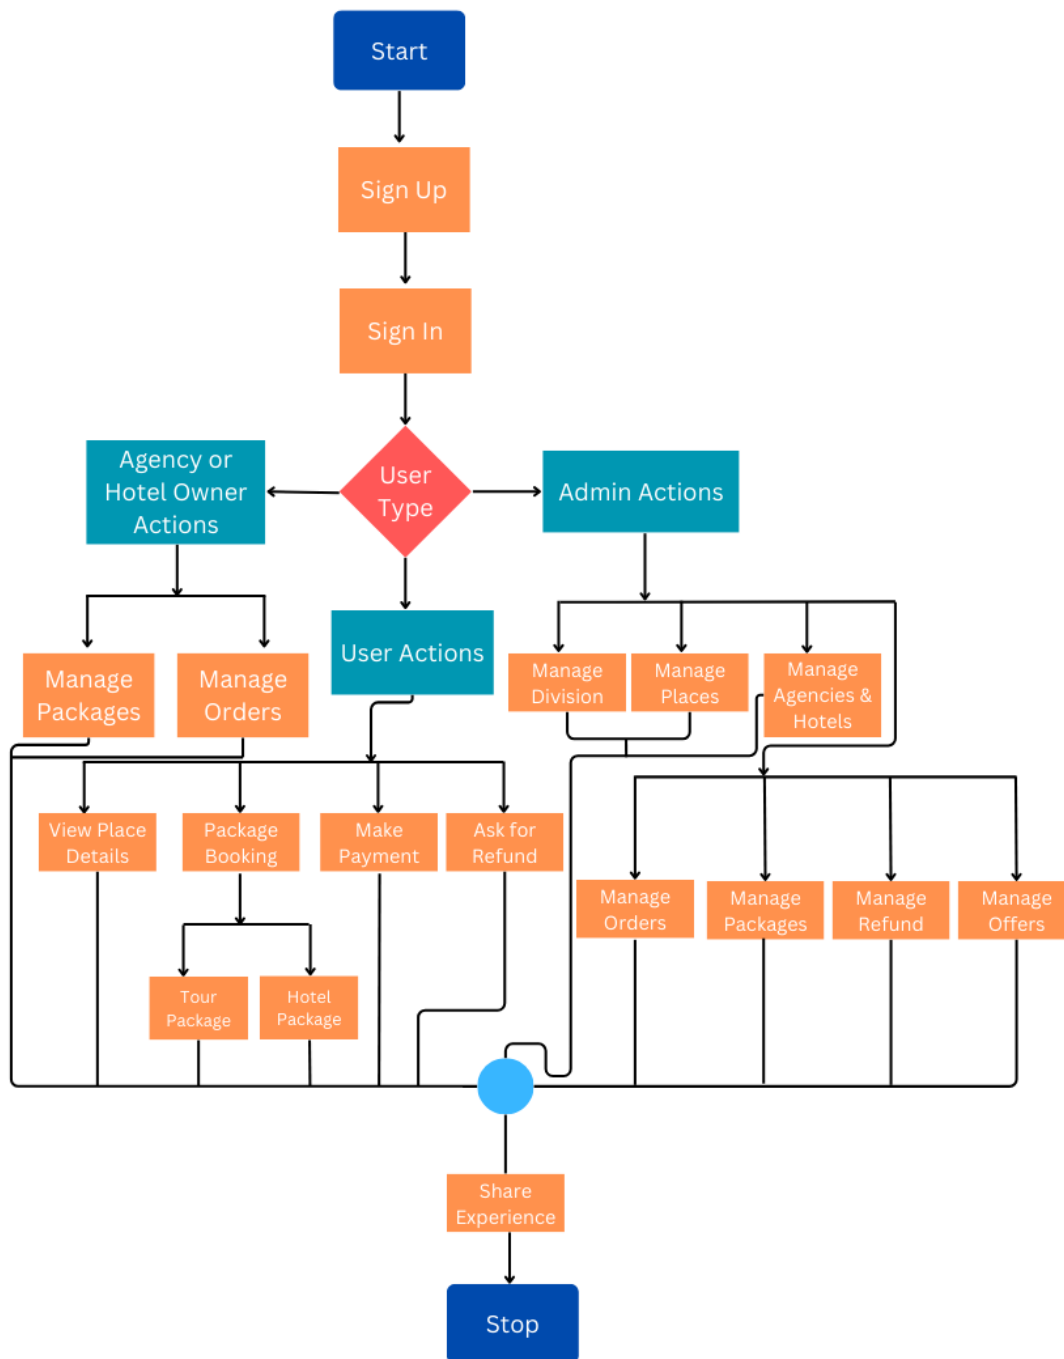 Start
Sign Up
Sign In
User
Type
Agency or
Hotel Owner
Actions
Admin Actions
User Actions
Manage
Packages
Manage
Orders
Manage
Division
Manage
Places
Manage
Agencies &
Hotels
View Place
Details
Package
Booking
Make
Payment
Ask for
Refund
Manage
Orders
Manage
Packages
Manage
Refund
Manage
Offers
Tour
Package
Hotel
Package
Share
Experience
Stop